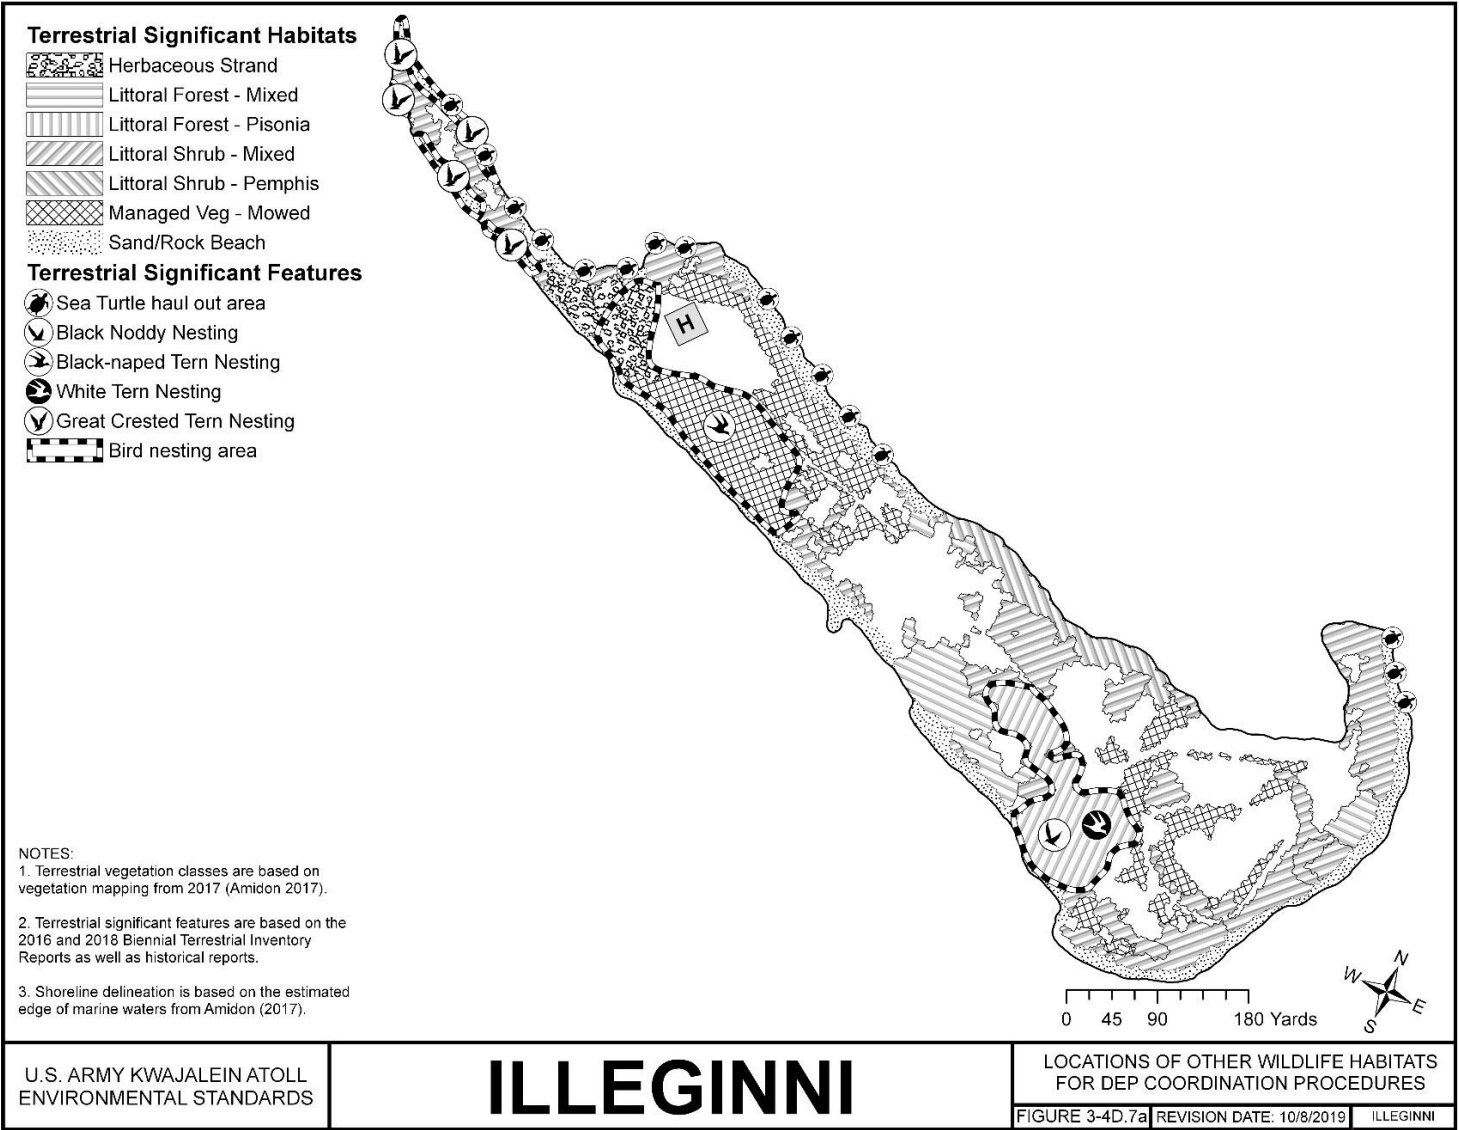 Terrestrial Significant Habitats
Herbaceous Strand
Littoral Forest - Mixed
Littoral Forest - Pisonia
Littoral Shrub - Mixed
Littoral Shrub - Pemphis
Managed Veg - Mowed
Sand/Rock Beach
Terrestrial Significant Features
Sea Turtle haul out area
Black Noddy Nesting
Black-naped Tern Nesting
White Tern Nesting
Great Crested Tern Nesting
Bird nesting area
H
NOTES:
1. Terrestrial vegetation classes are based on
vegetation mapping from 2017 (Amidon 2017).
2. Terrestrial significant features are based on the
2016 and 2018 Biennial Terrestrial Inventory
Reports as well as historical reports.
3. Shoreline delineation is based on the estimated
edge of marine waters from Amidon (2017).
N
W
E
S
0 45 90 180 Yards
U.S. ARMY KWAJALEIN ATOLL
ENVIRONMENTAL STANDARDS
ILLEGINNI
LOCATIONS OF OTHER WILDLIFE HABITATS
FOR DEP COORDINATION PROCEDURES
FIGURE 3-4D.7a REVISION DATE: 10/8/2019 ILLEGINNI